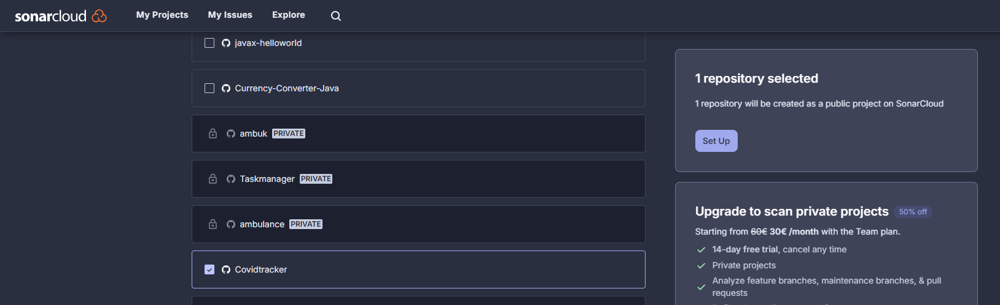 sonarcloud My Projects My Issues Explore
javax-helloworld
Currency-Converter-Java
ambuk PRIVATE
Taskmanager PRIVATE
ambulance PRIVATE
Covidtracker
1 repository selected
1 repository will be created as a public project on SonarCloud
Set Up
Upgrade to scan private projects 50% off
Starting from 60€ 30€ /month with the Team plan.
14-day free trial, cancel any time
Private projects
Analyze feature branches, maintenance branches, & pull
requests